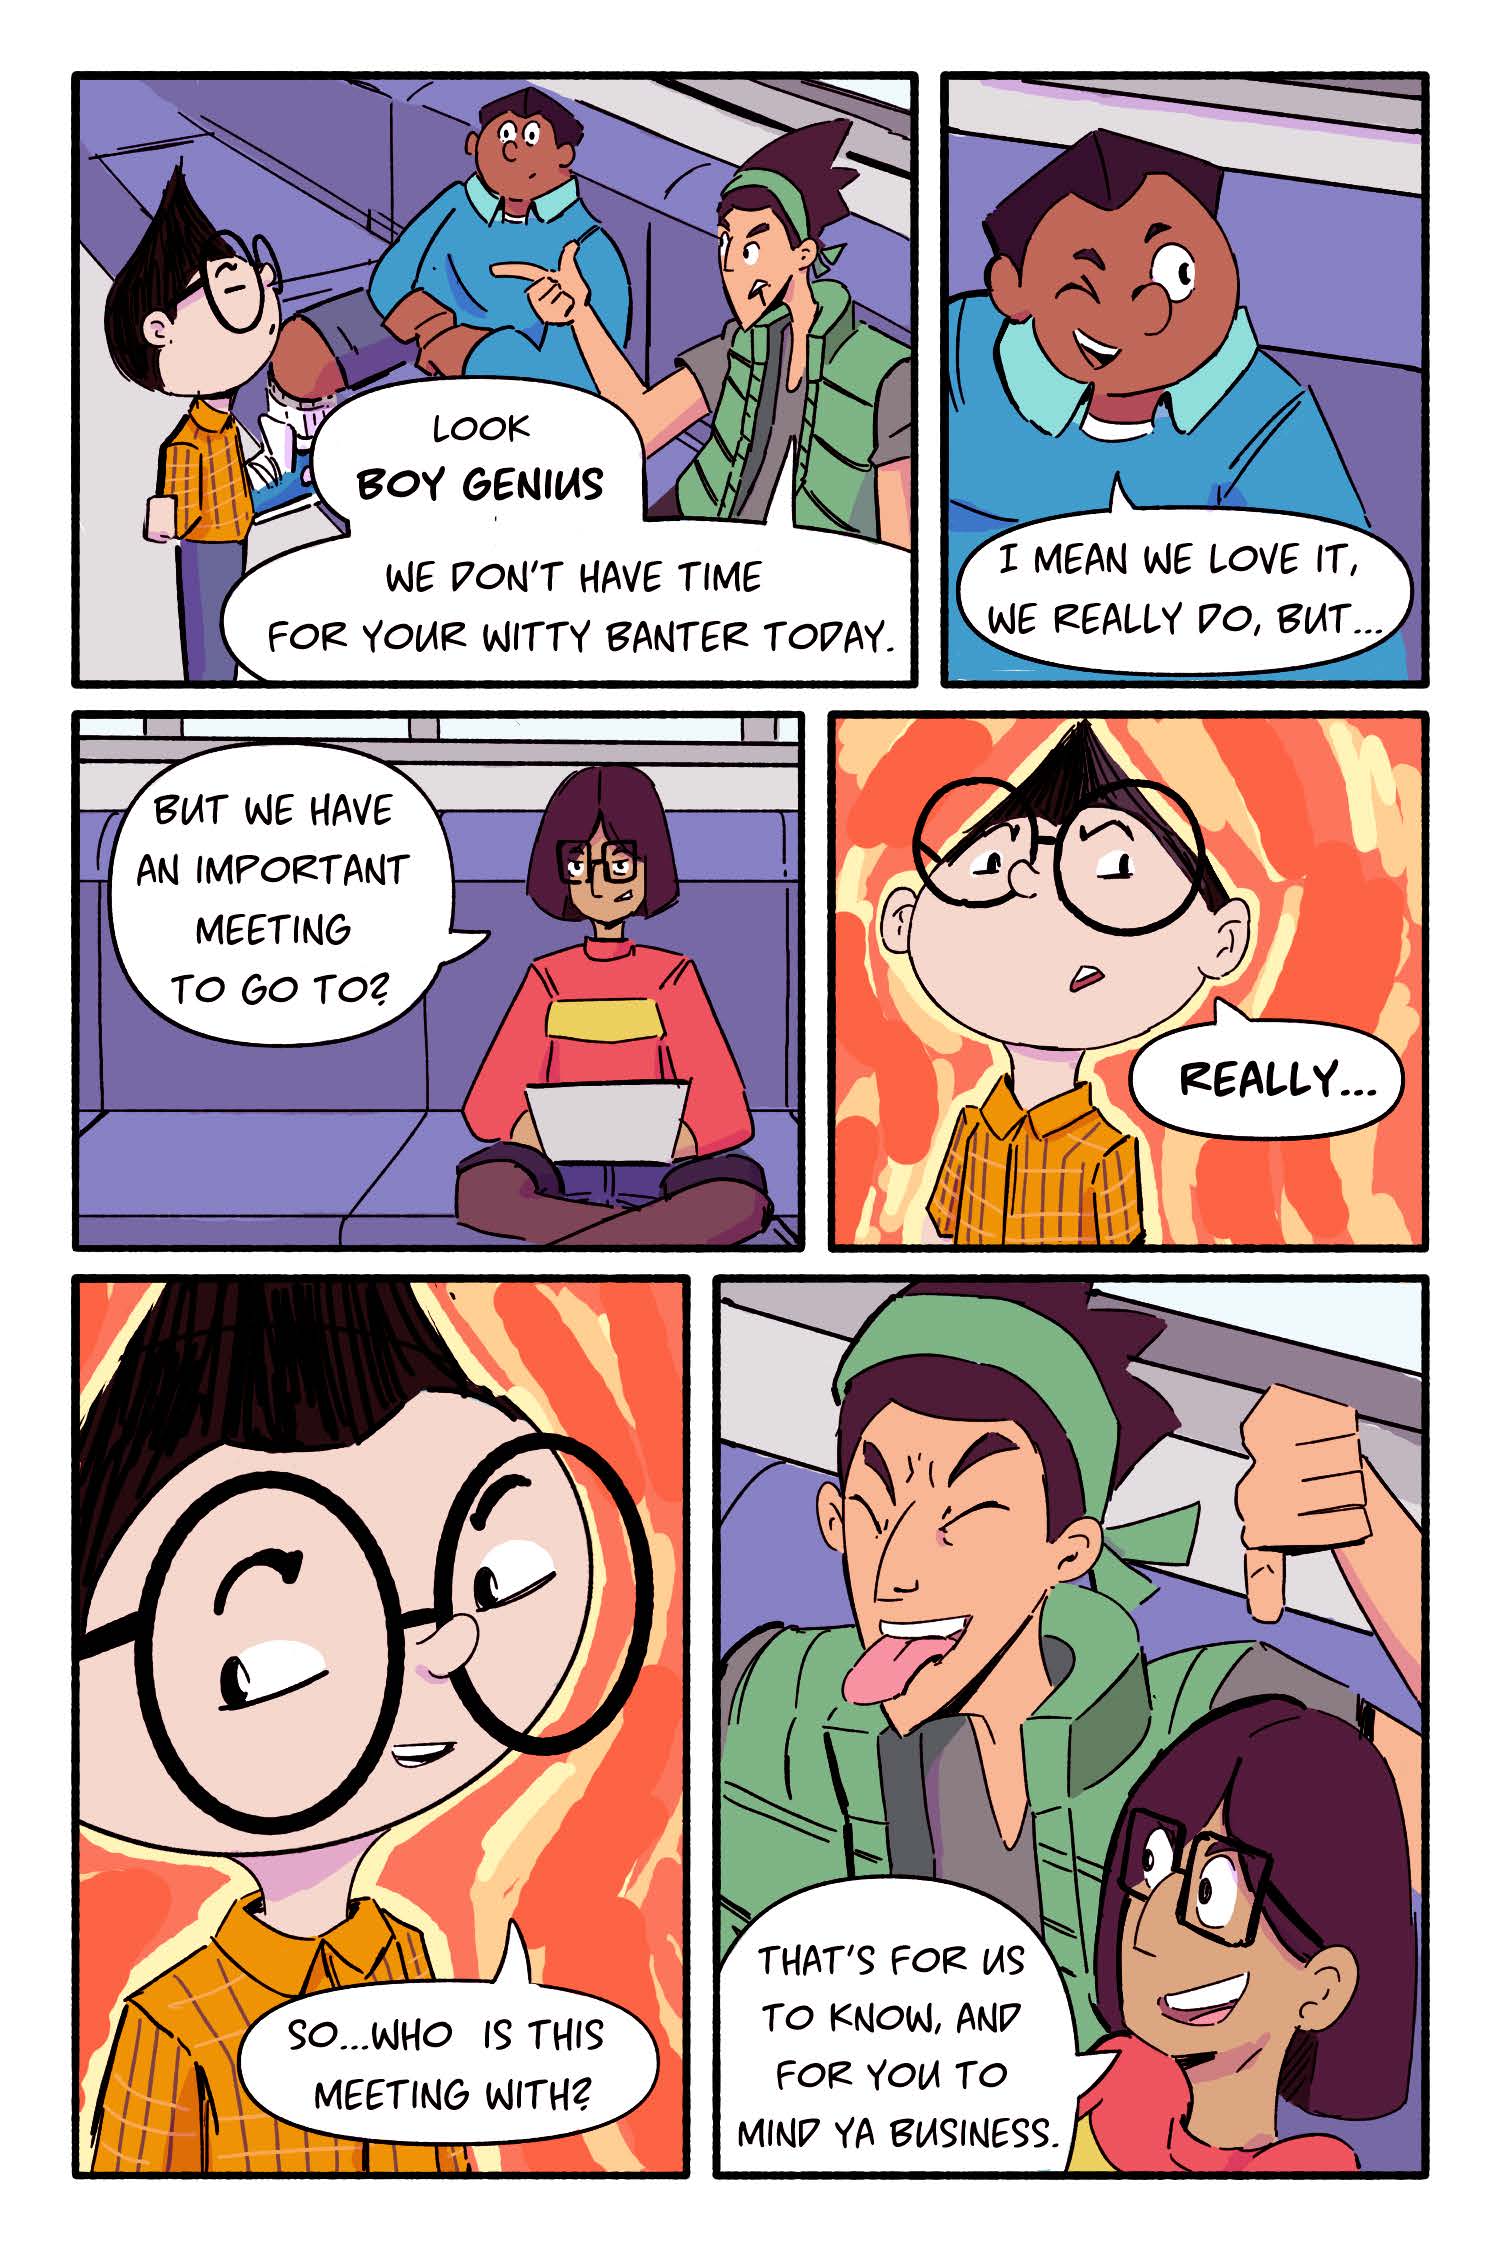 LOOK
BOY GENIUS
WE DON'T HAVE TIME
FOR YOUR WITTY BANTER TODAY.
I MEAN WE LOVE IT,
WE REALLY DO, BUT...
BUT WE HAVE
AN IMPORTANT
MEETING
TO GO TO?
REALLY...
SO...WHO IS THIS
MEETING WITH?
THAT'S FOR US
TO KNOW, AND
FOR YOU TO
MIND YA BUSINESS.